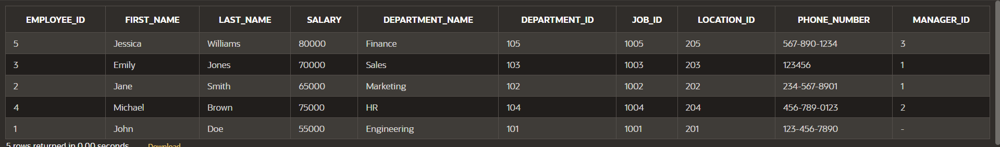 EMPLOYEE_ID FIRST_NAME LAST_NAME SALARY DEPARTMENT_NAME DEPARTMENT_ID JOB_ID LOCATION_ID PHONE_NUMBER MANAGER_ID
5 Jessica Williams 80000 Finance 105 1005 205 567-890-1234 3
3 Emily Jones 70000 Sales 103 1003 203 123456 1
2 Jane Smith 65000 Marketing 102 1002 202 234-567-8901 1
4 Michael Brown 75000 HR 104 1004 204 456-789-0123 2
1 John Doe 55000 Engineering 101 1001 201 123-456-7890 -
5 rows returned in 0.00 seconds Download